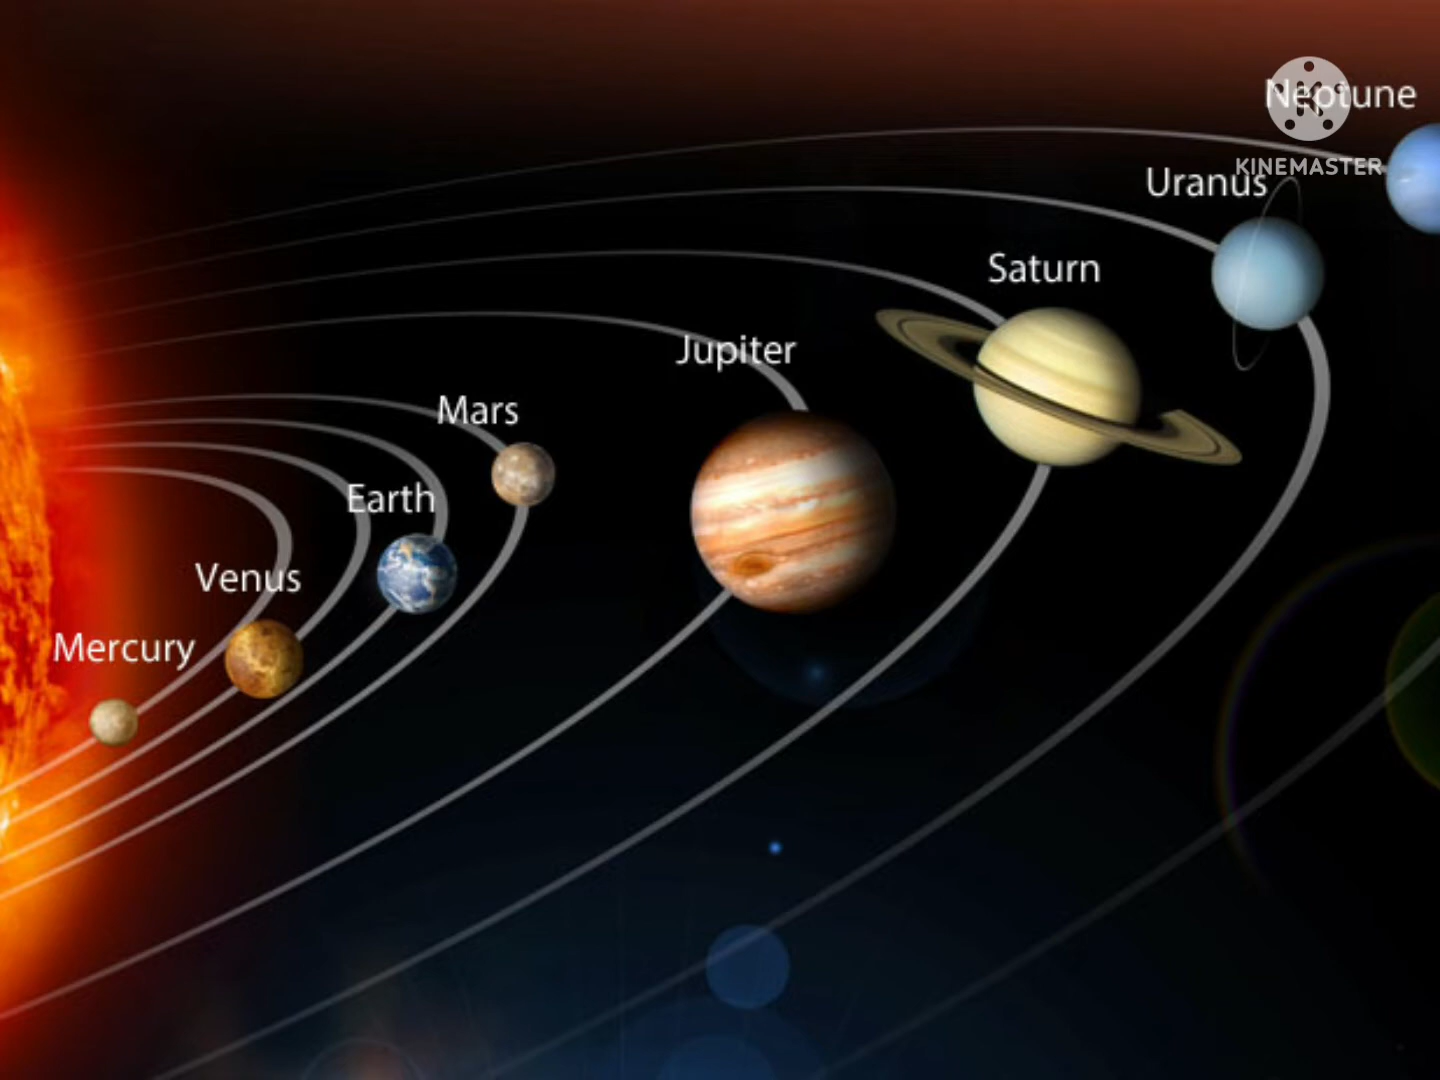 Neptune
KINEMASTER
Uranus
Saturn
Jupiter
Mars
Earth
Venus
Mercury